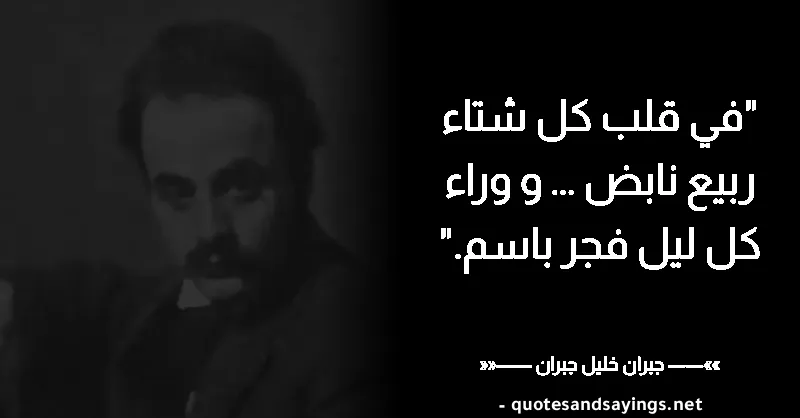 "في قلب كل شتاء
ربيع نابض ... و وراء
كل ليل فجر باسم."
»»—— جبران خليل جبران ——««
- quotesandsayings.net